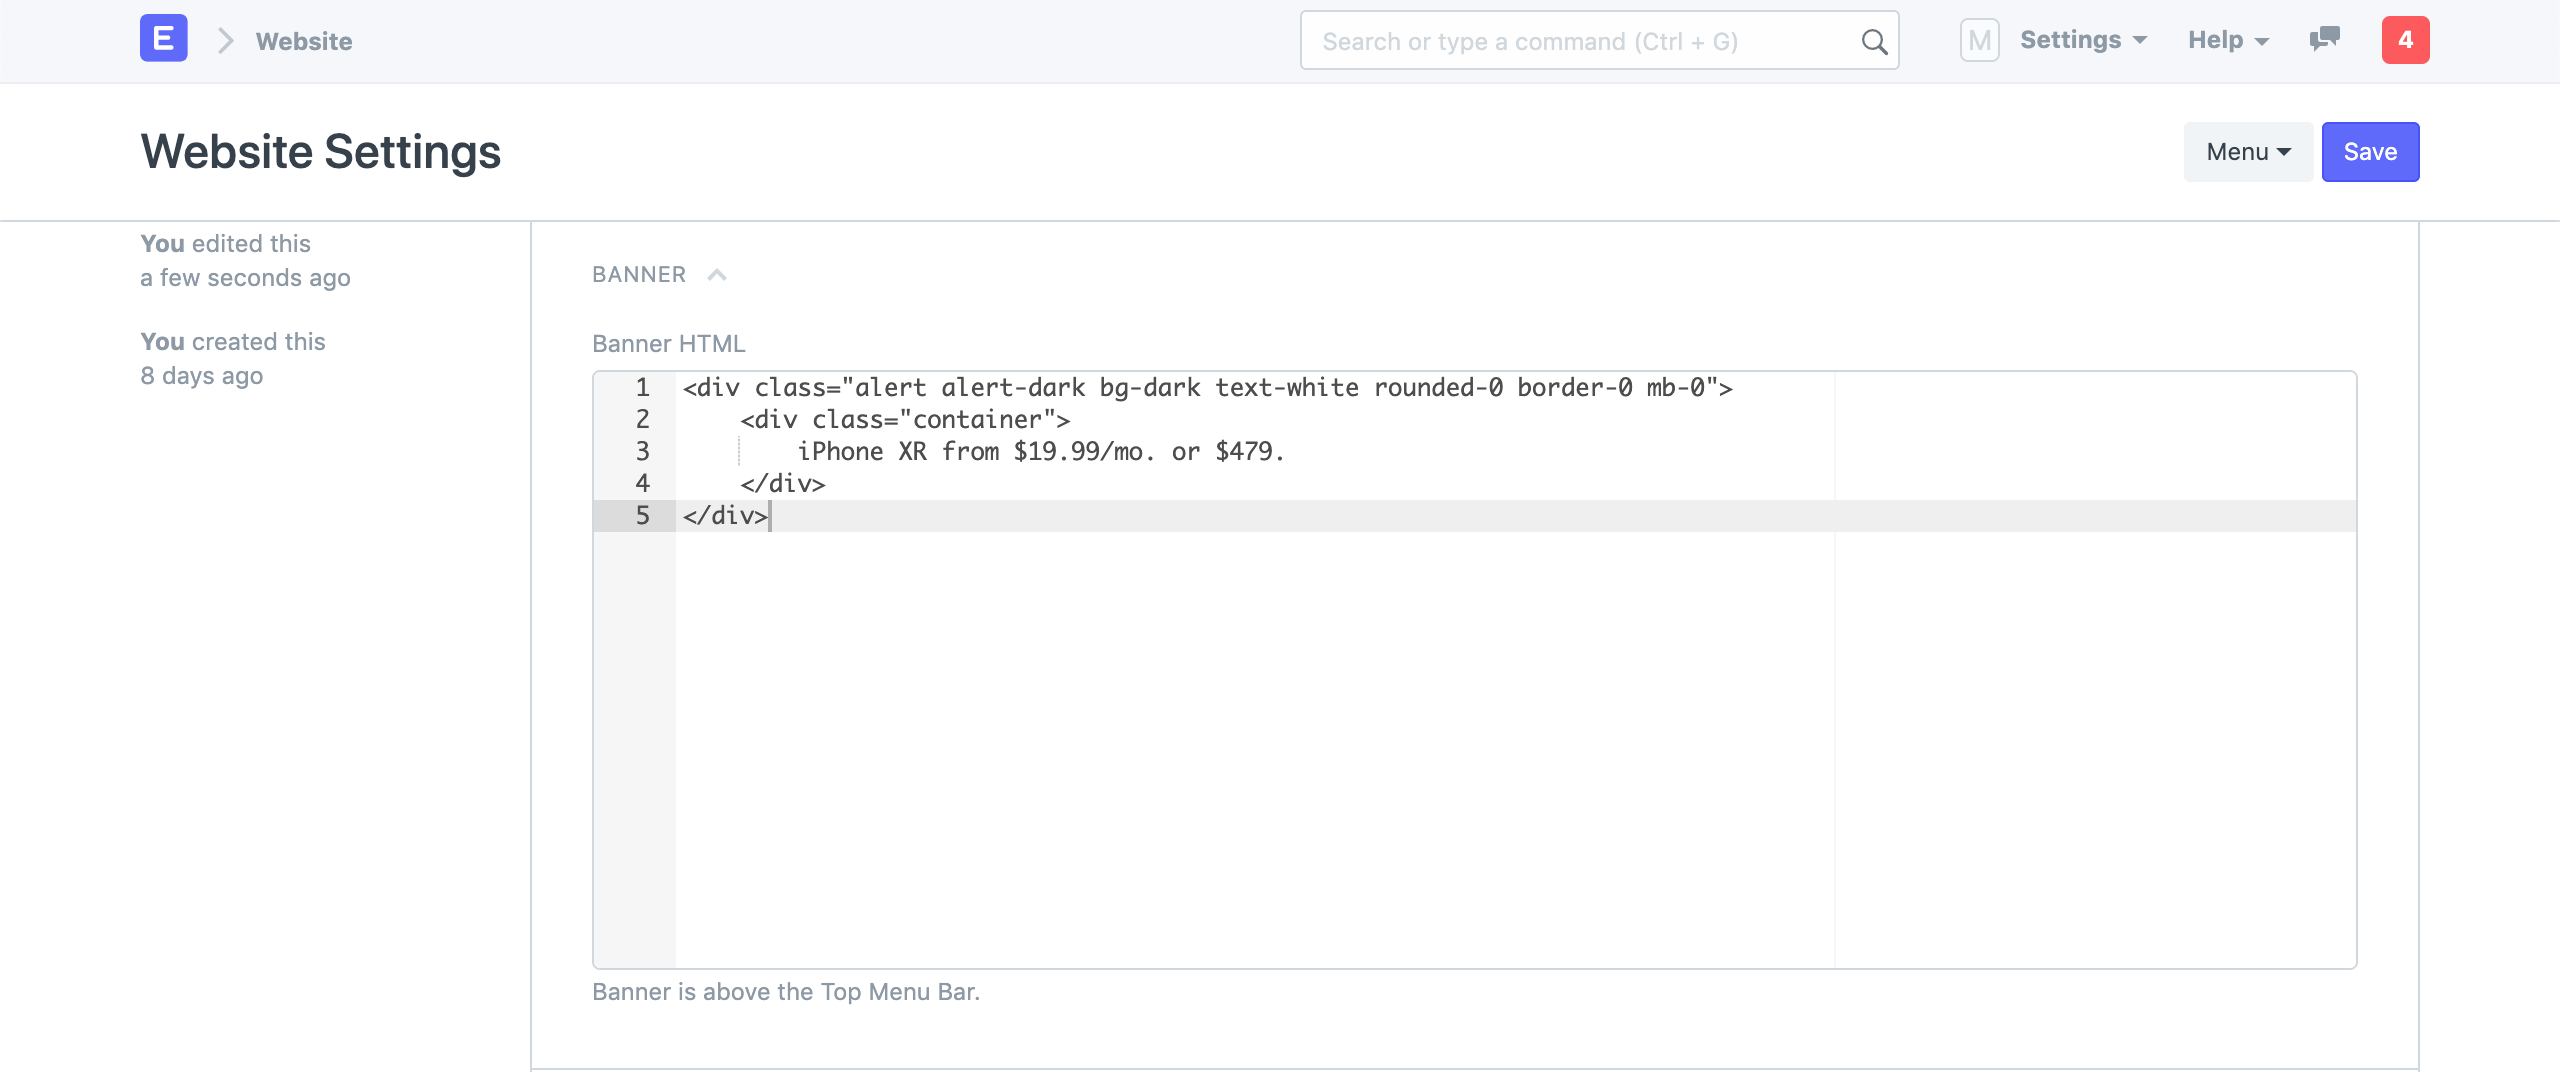 E Website Search or type a command (Ctrl + G) M Settings Help 4
Website Settings Menu Save
You edited this
a few seconds ago
You created this
8 days ago
BANNER
Banner HTML
1 <div class="alert alert-dark bg-dark text-white rounded-0 border-0 mb-0">
2     <div class="container">
3         iPhone XR from $19.99/mo. or $479.
4     </div>
5 </div>
Banner is above the Top Menu Bar.